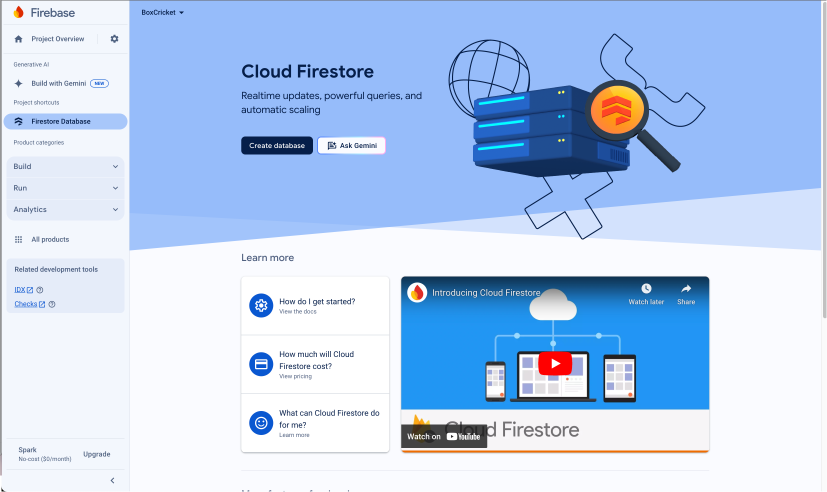 Firebase
BoxCricket
Project Overview
Generative AI
Build with Gemini NEW
Project shortcuts
Firestore Database
Product categories
Build
Run
Analytics
All products
Related development tools
IDX
Checks
Spark
No-cost ($0/month)
Upgrade
Cloud Firestore
Realtime updates, powerful queries, and
automatic scaling
Create database
Ask Gemini
Learn more
How do I get started?
View the docs
How much will Cloud
Firestore cost?
View pricing
What can Cloud Firestore do
for me?
Learn more
Introducing Cloud Firestore
Watch later
Share
Cloud Firestore
Watch on YouTube